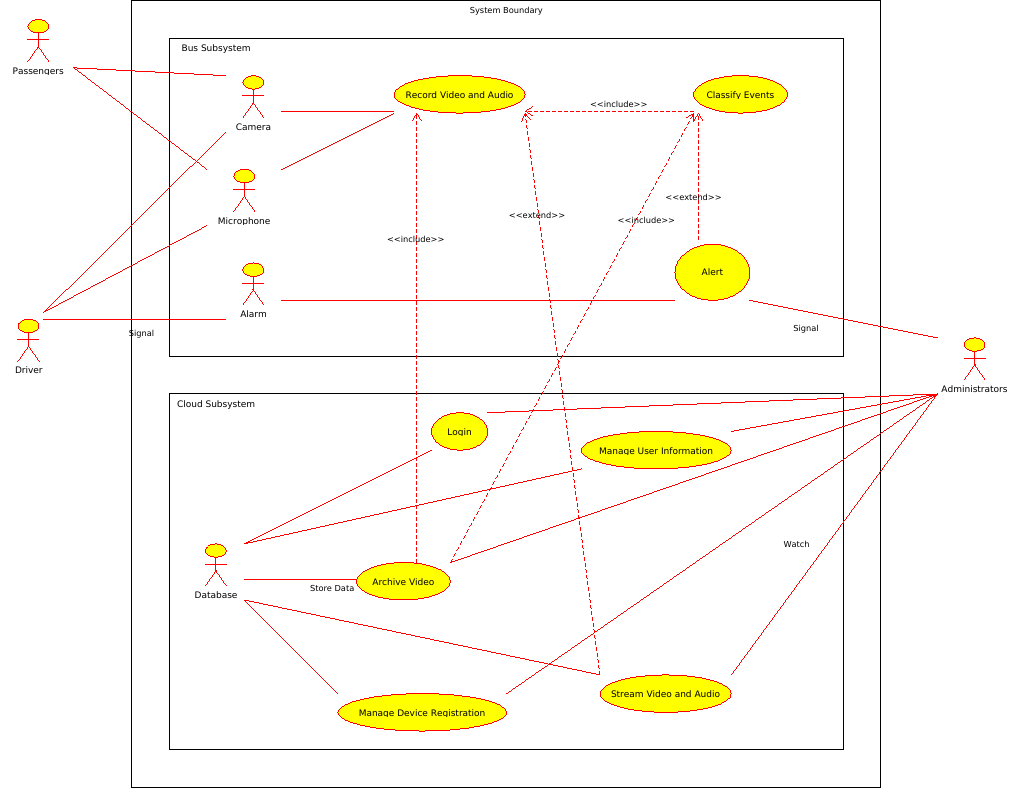 System Boundary
Bus Subsystem
Passengers
Record Video and Audio
Classify Events
<<include>>
Camera
<<extend>>
Microphone
<<extend>>
<<include>>
<<include>>
Alert
Alarm
Signal
Signal
Driver
Administrators
Cloud Subsystem
Login
Manage User Information
Watch
Archive Video
Store Data
Database
Stream Video and Audio
Manage Device Registration